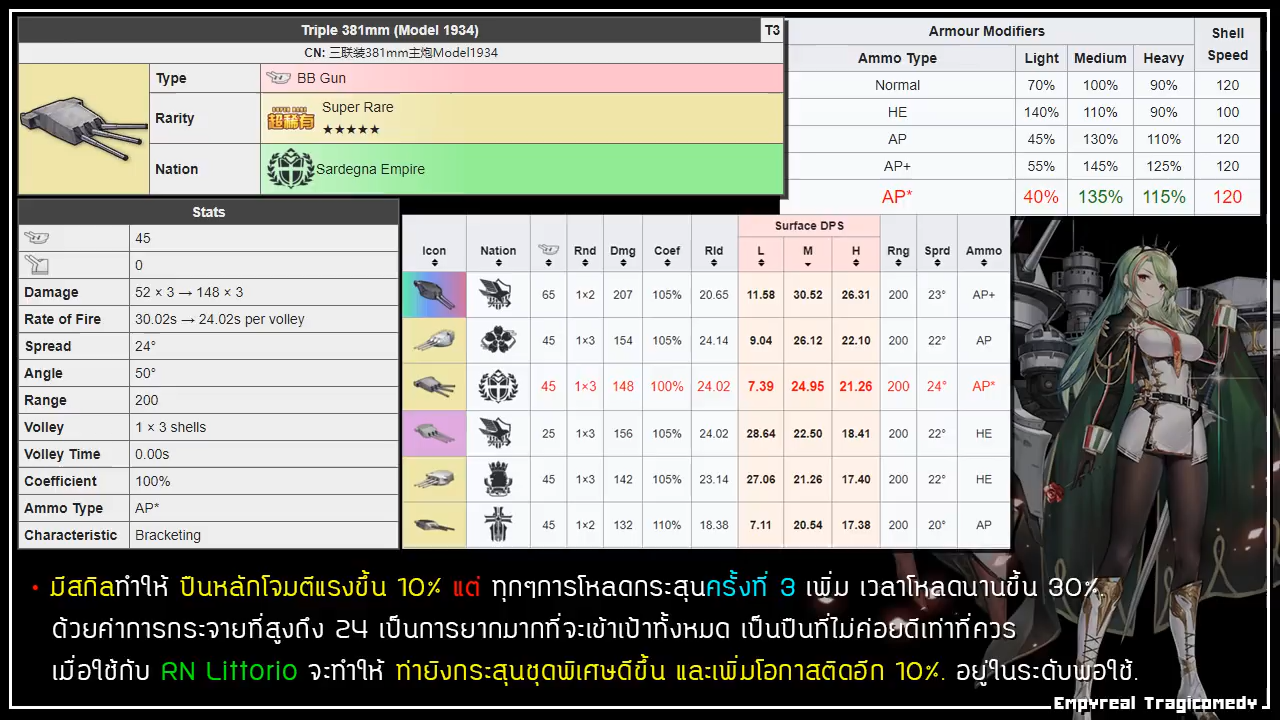 Triple 381mm (Model 1934) T3
CN: 三联装381mm主炮Model1934
Type BB Gun
Rarity 超稀有 Super Rare ★★★★★
Nation Sardegna Empire
Armour Modifiers Shell Speed
Ammo Type Light Medium Heavy
Normal 70% 100% 90% 120
HE 140% 110% 90% 100
AP 45% 130% 110% 120
AP+ 55% 145% 125% 120
AP* 40% 135% 115% 120
Stats
45
0
Damage 52 × 3 → 148 × 3
Rate of Fire 30.02s → 24.02s per volley
Spread 24°
Angle 50°
Range 200
Volley 1 × 3 shells
Volley Time 0.00s
Coefficient 100%
Ammo Type AP*
Characteristic Bracketing
Surface DPS
Icon Nation Rnd Dmg Coef Rld L M H Rng Sprd Ammo
65 1×2 207 105% 20.65 11.58 30.52 26.31 200 23° AP+
45 1×3 154 105% 24.14 9.04 26.12 22.10 200 22° AP
45 1×3 148 100% 24.02 7.39 24.95 21.26 200 24° AP*
25 1×3 156 105% 24.02 28.64 22.50 18.41 200 22° HE
45 1×3 142 105% 23.14 27.06 21.26 17.40 200 22° HE
45 1×2 132 110% 18.38 7.11 20.54 17.38 200 20° AP
• มีสกิลทำให้ ปืนหลักโจมตีแรงขึ้น 10% แต่ ทุกๆการโหลดกระสุนครั้งที่ 3 เพิ่ม เวลาโหลดนานขึ้น 30%.
ด้วยค่าการกระจายที่สูงถึง 24 เป็นการยากมากที่จะเข้าเป้าทั้งหมด เป็นปืนที่ไม่ค่อยดีเท่าที่ควร
เมื่อใช้กับ RN Littorio จะทำให้ ท่ายิงกระสุนชุดพิเศษดีขึ้น และเพิ่มโอกาสติดอีก 10%. อยู่ในระดับพอใช้.
Empyreal Tragicomedy